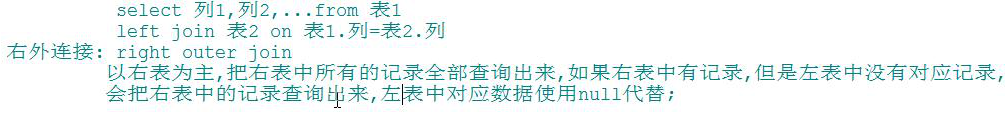 select 列1,列2,...from 表1
left join 表2 on 表1.列=表2.列
右外连接: right outer join
以右表为主,把右表中所有的记录全部查询出来,如果右表中有记录,但是左表中没有对应记录,
会把右表中的记录查询出来,左表中对应数据使用null代替;